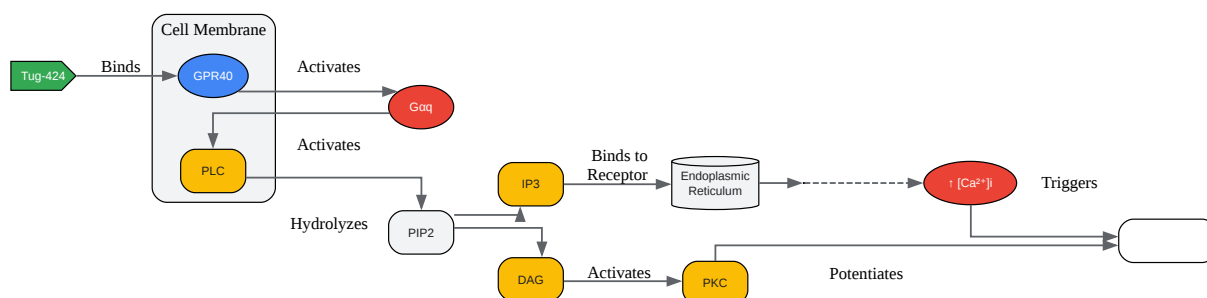 Cell Membrane
Tug-424
Binds
GPR40
Activates
Gαq
Activates
PLC
Hydrolyzes
PIP2
IP3
Binds to
Receptor
Endoplasmic
Reticulum
↑ [Ca²⁺]i
Triggers
DAG
Activates
PKC
Potentiates